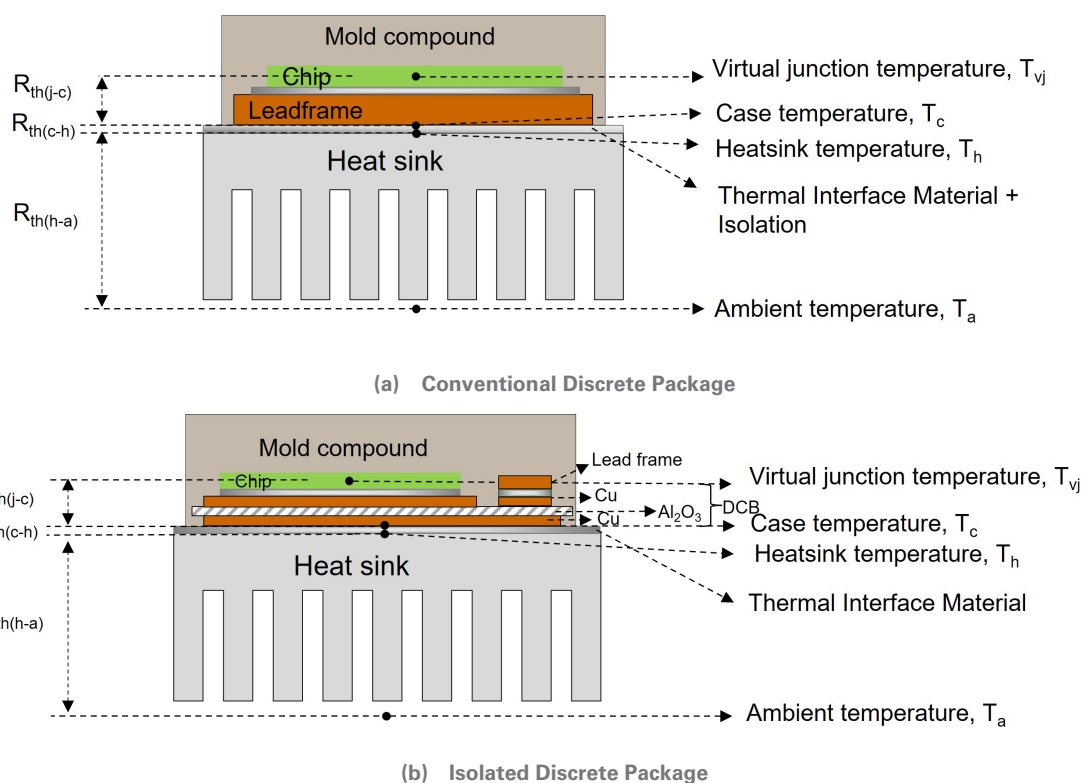 Mold compound
Chip
Virtual junction temperature, Tvj
Rth(j-c)
Leadframe
Case temperature, Tc
Rth(c-h)
Heatsink temperature, Th
Heat sink
Thermal Interface Material +
Isolation
Rth(h-a)
Ambient temperature, Ta
(a) Conventional Discrete Package
Mold compound
Lead frame
Chip
Virtual junction temperature, Tvj
h(j-c)
Cu
DCB
Al2O3
Cu
Case temperature, Tc
h(c-h)
Heatsink temperature, Th
Heat sink
Thermal Interface Material
th(h-a)
Ambient temperature, Ta
(b) Isolated Discrete Package